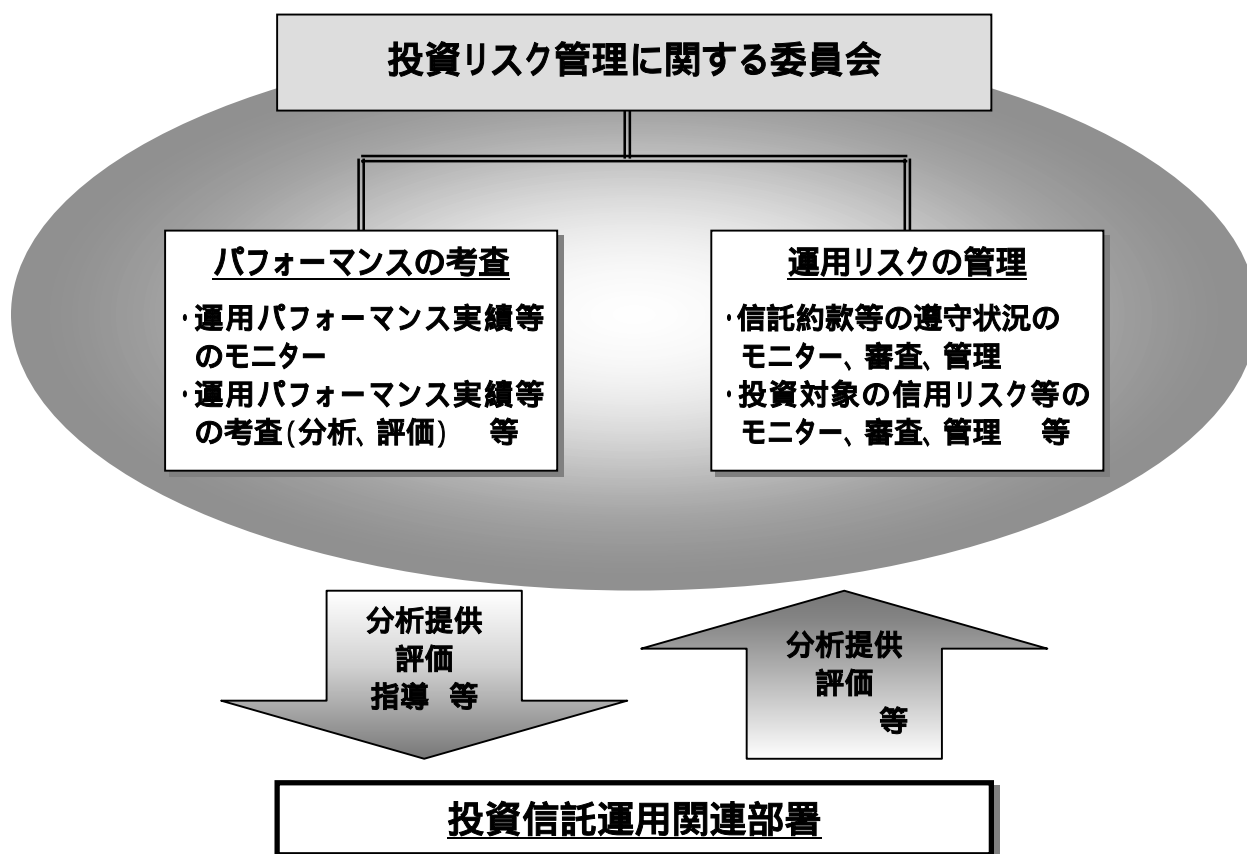 投資リスク管理に関する委員会
パフォーマンスの考査
・運用パフォーマンス実績等
のモニター
・運用パフォーマンス実績等
の考査(分析、評価) 等
運用リスクの管理
・信託約款等の遵守状況の
モニター、審査、管理
・投資対象の信用リスク等の
モニター、審査、管理 等
分析提供
評価
指導 等
分析提供
評価
等
投資信託運用関連部署